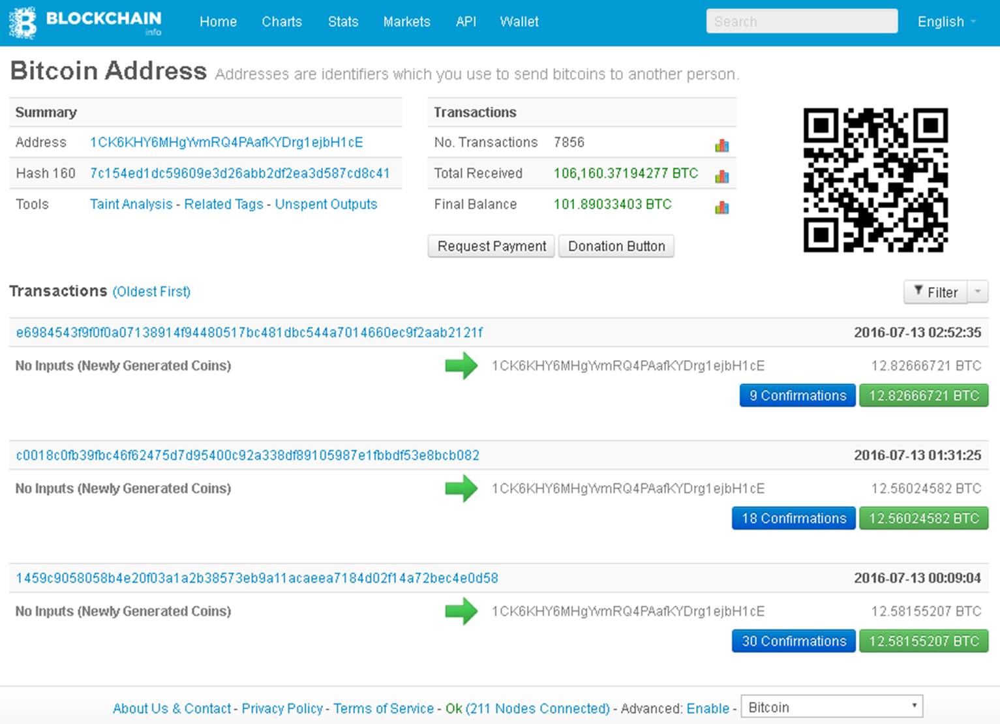 BLOCKCHAIN
info
Home Charts Stats Markets API Wallet Search English
Bitcoin Address Addresses are identifiers which you use to send bitcoins to another person.
Summary
Address 1CK6KHY6MHgYvmRQ4PAafKYDrg1ejbH1cE
Hash 160 7c154ed1dc59609e3d26abb2df2ea3d587cd8c41
Tools Taint Analysis - Related Tags - Unspent Outputs
Transactions
No. Transactions 7856
Total Received 106,160.37194277 BTC
Final Balance 101.89033403 BTC
Request Payment Donation Button
Transactions (Oldest First) Filter
e6984543f9f0f0a07138914f94480517bc481dbc544a7014660ec9f2aab2121f 2016-07-13 02:52:35
No Inputs (Newly Generated Coins) 1CK6KHY6MHgYvmRQ4PAafKYDrg1ejbH1cE 12.82666721 BTC
9 Confirmations 12.82666721 BTC
c0018c0fb39fbc46f62475d7d95400c92a338df89105987e1fbbdf53e8bcb082 2016-07-13 01:31:25
No Inputs (Newly Generated Coins) 1CK6KHY6MHgYvmRQ4PAafKYDrg1ejbH1cE 12.56024582 BTC
18 Confirmations 12.56024582 BTC
1459c9058058b4e20f03a1a2b38573eb9a11acaeea7184d02f14a72bec4e0d58 2016-07-13 00:09:04
No Inputs (Newly Generated Coins) 1CK6KHY6MHgYvmRQ4PAafKYDrg1ejbH1cE 12.58155207 BTC
30 Confirmations 12.58155207 BTC
About Us & Contact - Privacy Policy - Terms of Service - Ok (211 Nodes Connected) - Advanced: Enable - Bitcoin